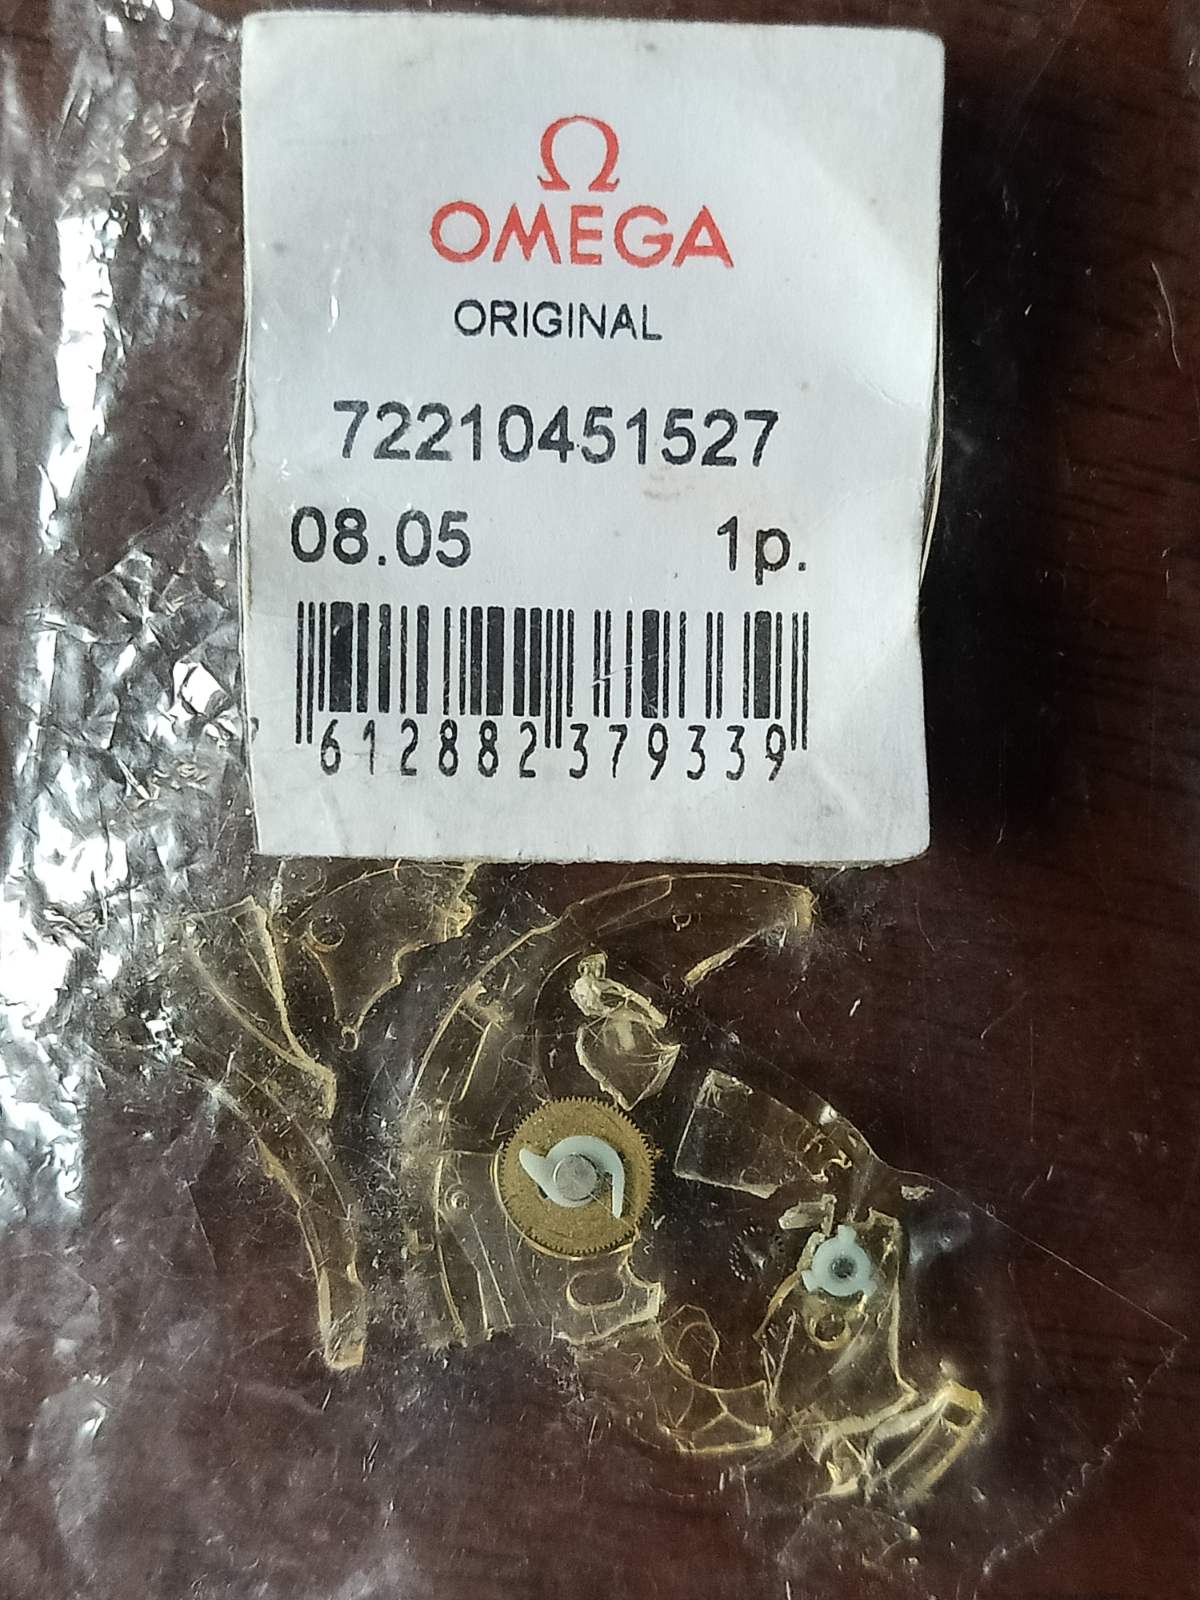 Ω
OMEGA
ORIGINAL
72210451527
08.05 1p.
612882 379339